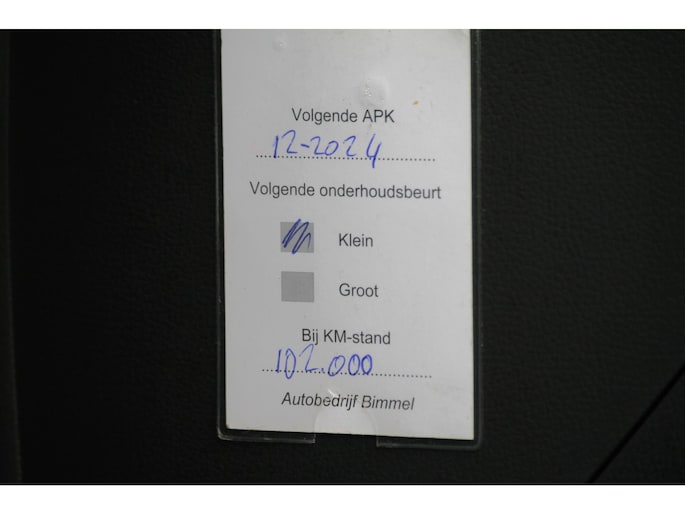 Volgende APK
12-2024
Volgende onderhoudsbeurt
Klein
Groot
Bij KM-stand
102.000
Autobedrijf Bimmel